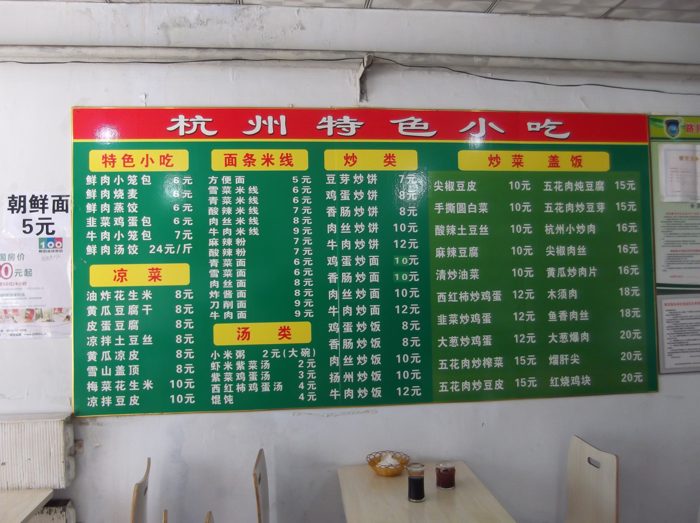 杭州特色小吃
特色小吃
鲜肉小笼包 6元
鲜肉烧麦 6元
鲜肉蒸饺 6元
韭菜鸡蛋包 6元
牛肉小笼包 7元
鲜肉汤饺 24元/斤
凉菜
油炸花生米 8元
黄瓜豆腐干 8元
皮蛋豆腐 8元
凉拌土豆丝 8元
黄瓜凉皮 8元
雪山盖顶 8元
梅菜花生米 10元
凉拌豆皮 10元
面条米线
方便面 5元
雪菜米线 6元
青菜米线 6元
酸辣米线 7元
肉丝米线 8元
牛肉米线 9元
麻辣粉 7元
酸辣粉 7元
青菜面 6元
雪菜面 6元
肉丝面 8元
炸酱面 8元
刀削面 9元
牛肉面 9元
汤类
小米粥 2元(大碗)
虾米紫菜汤 2元
紫菜鸡蛋汤 3元
西红柿鸡蛋汤 4元
馄饨 4元
炒类
豆芽炒饼 7元
鸡蛋炒饼 8元
香肠炒饼 8元
肉丝炒饼 10元
牛肉炒饼 12元
鸡蛋炒面 10元
香肠炒面 10元
肉丝炒面 10元
牛肉炒面 12元
鸡蛋炒饭 8元
香肠炒饭 8元
肉丝炒饭 10元
扬州炒饭 10元
牛肉炒饭 12元
炒菜盖饭
尖椒豆皮 10元 五花肉炖豆腐 15元
手撕圆白菜 10元 五花肉炒豆芽 15元
酸辣土豆丝 10元 杭州小炒肉 16元
麻辣豆腐 10元 尖椒肉丝 16元
清炒油菜 10元 黄瓜炒肉片 16元
西红柿炒鸡蛋 12元 木须肉 16元
韭菜炒鸡蛋 12元 鱼香肉丝 18元
大葱炒鸡蛋 12元 大葱爆肉 20元
五花肉炒榨菜 15元 熘肝尖 20元
五花肉炒豆皮 15元 红烧鸡块 20元
朝鲜面
5元
0元起